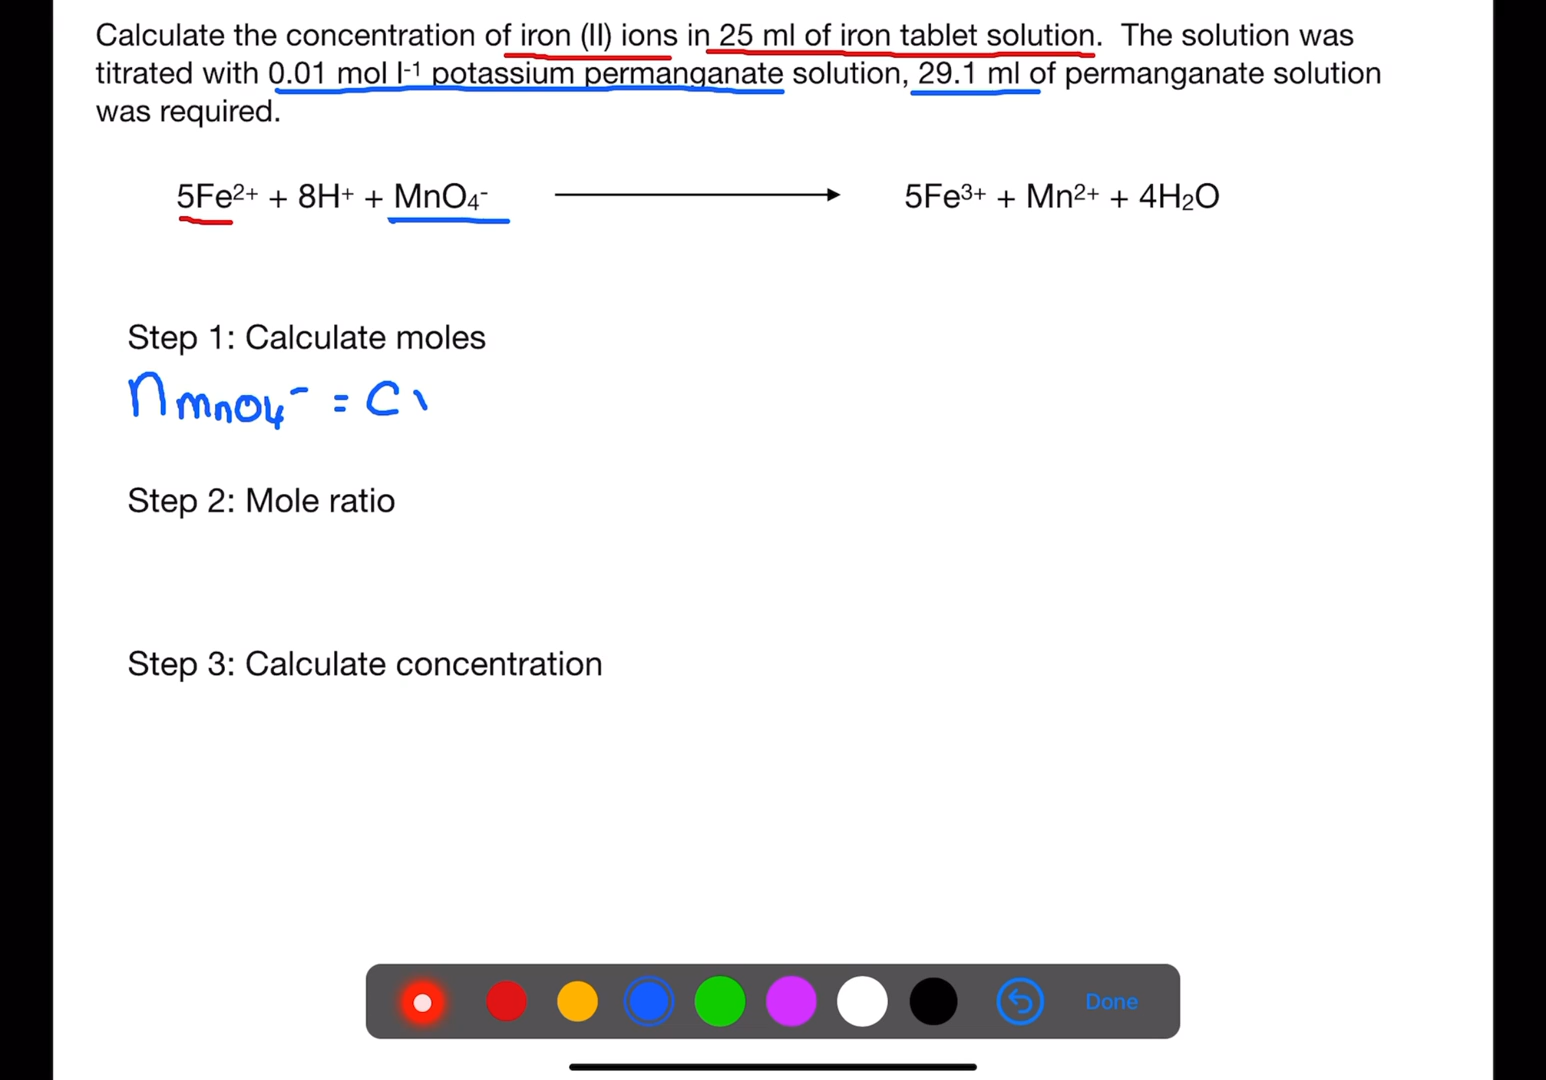 Calculate the concentration of iron (II) ions in 25 ml of iron tablet solution. The solution was
titrated with 0.01 mol l-1 potassium permanganate solution, 29.1 ml of permanganate solution
was required.
5Fe2+ + 8H+ + MnO4- 5Fe3+ + Mn2+ + 4H2O
Step 1: Calculate moles
nMnO4- = C
Step 2: Mole ratio
Step 3: Calculate concentration
Done